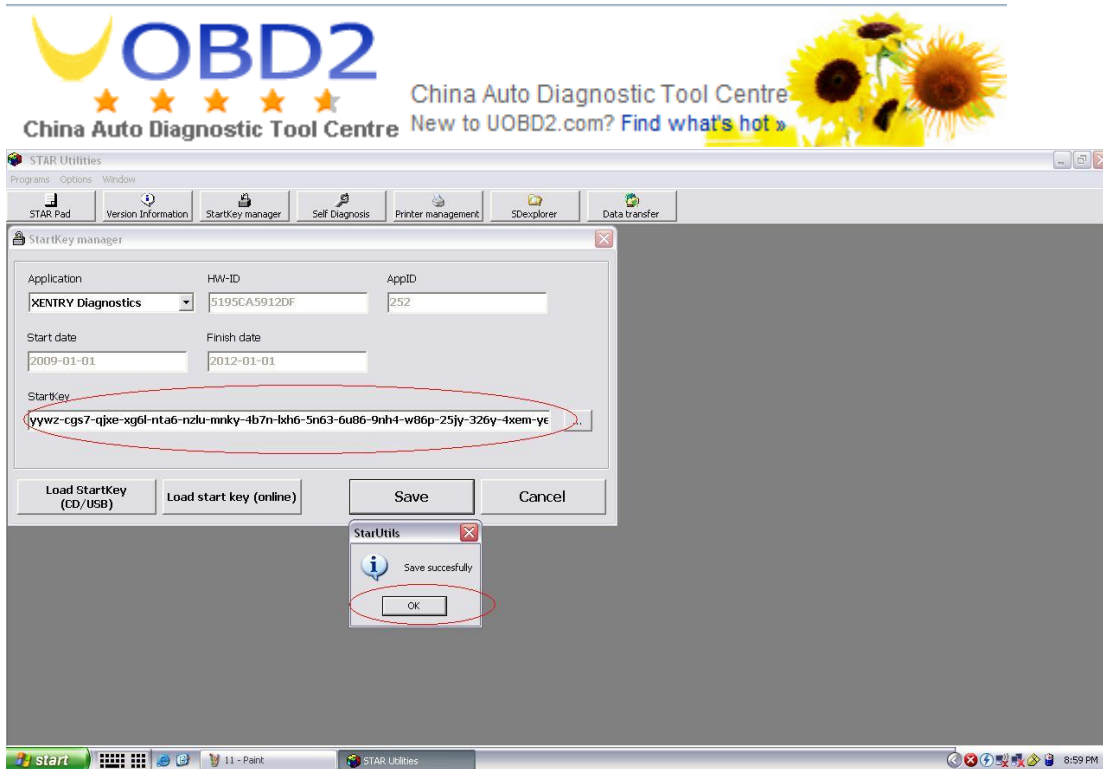 UOBD2
China Auto Diagnostic Tool Centre
China Auto Diagnostic Tool Centre
New to UOBD2.com? Find what's hot »
STAR Utilities
Programs Options Window
STAR Pad Version Information StartKey manager Self Diagnosis Printer management SDexplorer Data transfer
StartKey manager
Application HW-ID AppID
XENTRY Diagnostics 5195CA5912DF 252
Start date Finish date
2009-01-01 2012-01-01
StartKey
yywz-cgs7-qjxe-xg6l-nta6-nzlu-mnky-4b7n-lxh6-5n63-6u86-9nh4-w86p-25jy-326y-4xem-ye
...
Load StartKey
(CD/USB) Load start key (online) Save Cancel
StarUtils
Save succesfully
OK
start 11 - Paint STAR Utilities 8:59 PM